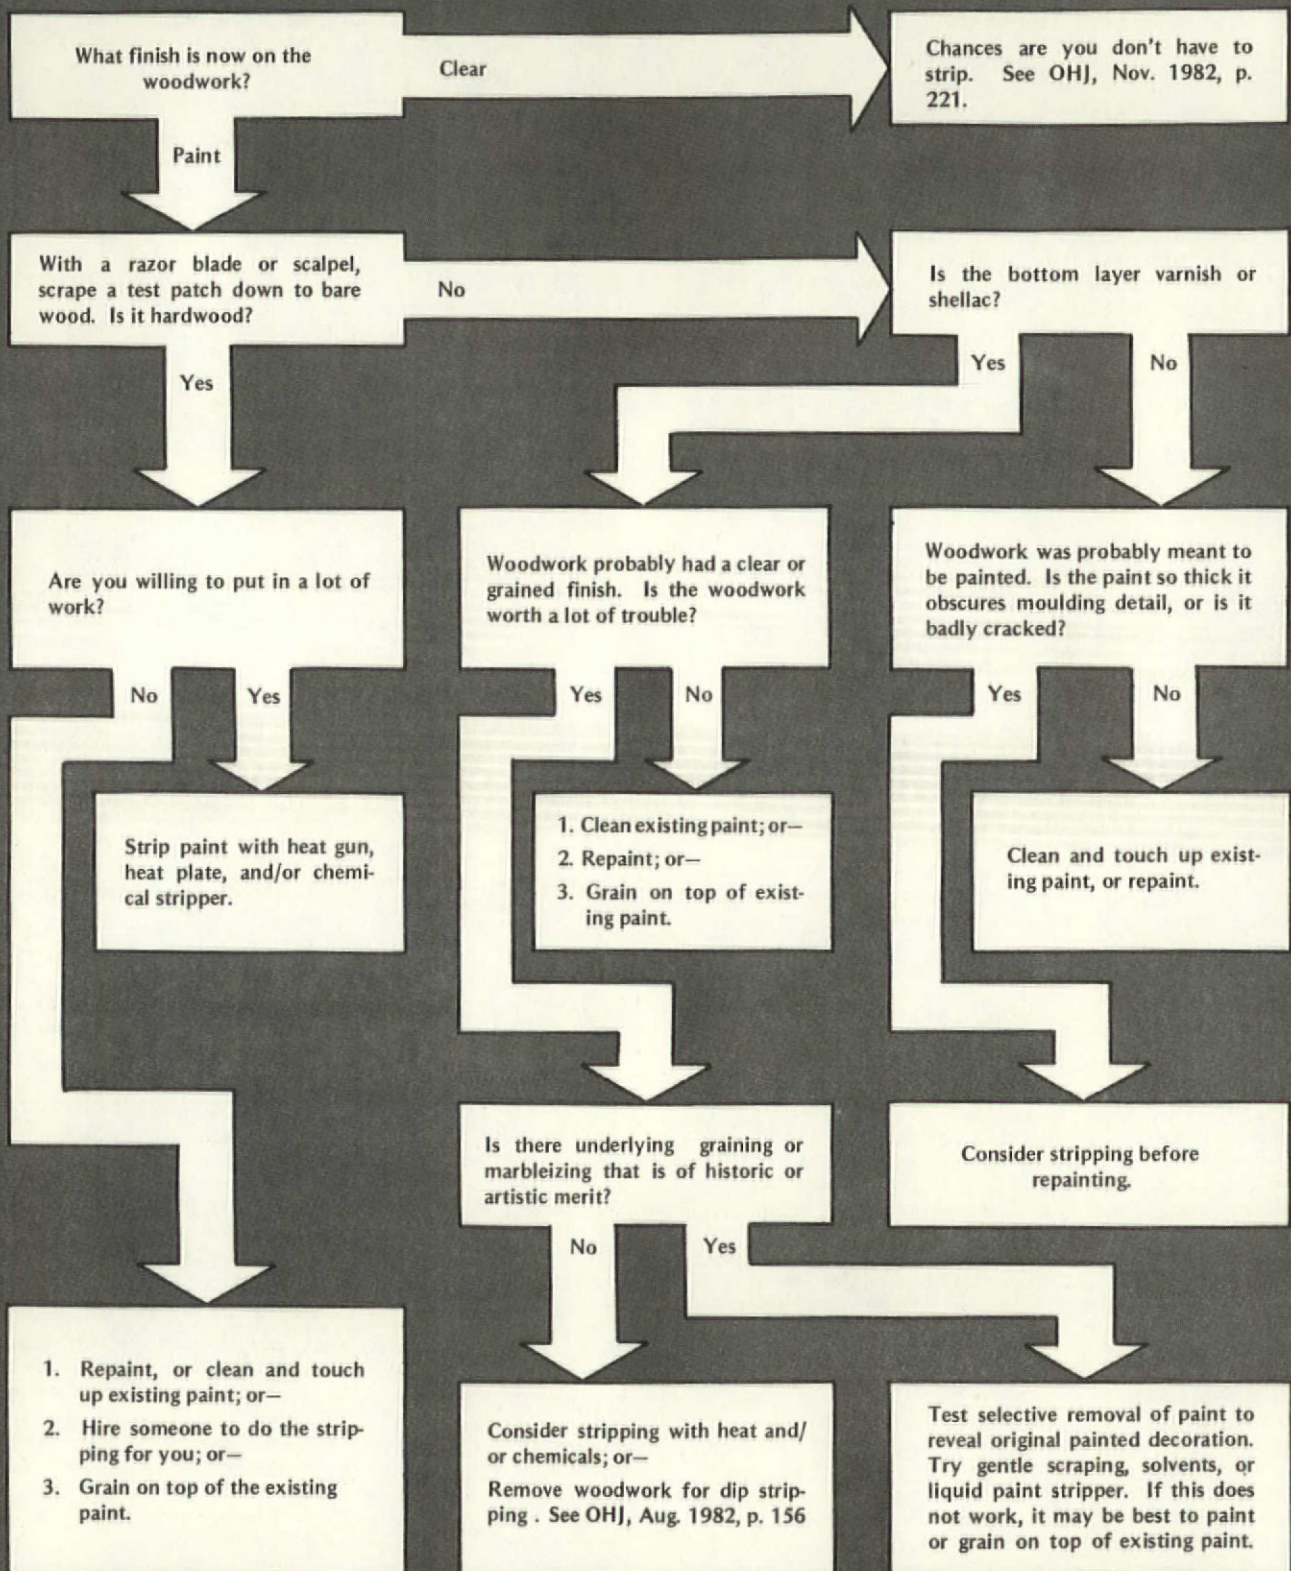 What finish is now on the
woodwork?
Clear
Chances are you don't have to
strip. See OHJ, Nov. 1982, p.
221.
Paint
With a razor blade or scalpel,
scrape a test patch down to bare
wood. Is it hardwood?
No
Is the bottom layer varnish or
shellac?
Yes
Yes
No
Are you willing to put in a lot of
work?
Woodwork probably had a clear or
grained finish. Is the woodwork
worth a lot of trouble?
Woodwork was probably meant to
be painted. Is the paint so thick it
obscures moulding detail, or is it
badly cracked?
No
Yes
Yes
No
Yes
No
Strip paint with heat gun,
heat plate, and/or chemi-
cal stripper.
1. Clean existing paint; or—
2. Repaint; or—
3. Grain on top of exist-
ing paint.
Clean and touch up exist-
ing paint, or repaint.
Is there underlying graining or
marbleizing that is of historic or
artistic merit?
Consider stripping before
repainting.
No
Yes
1. Repaint, or clean and touch
up existing paint; or—
2. Hire someone to do the strip-
ping for you; or—
3. Grain on top of the existing
paint.
Consider stripping with heat and/
or chemicals; or—
Remove woodwork for dip strip-
ping . See OHJ, Aug. 1982, p. 156
Test selective removal of paint to
reveal original painted decoration.
Try gentle scraping, solvents, or
liquid paint stripper. If this does
not work, it may be best to paint
or grain on top of existing paint.